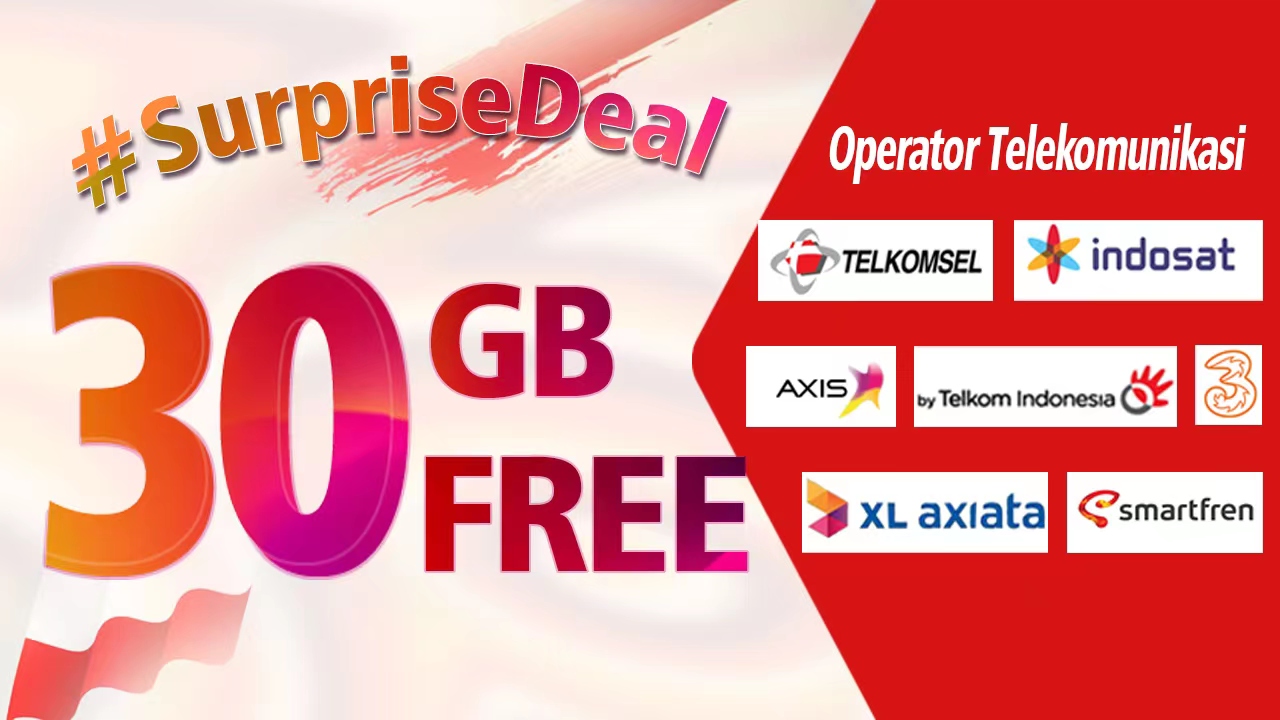 #SurpriseDeal
30
GB
FREE
Operator Telekomunikasi
TELKOMSEL
indosat
AXIS
by Telkom Indonesia
3
XL axiata
smartfren